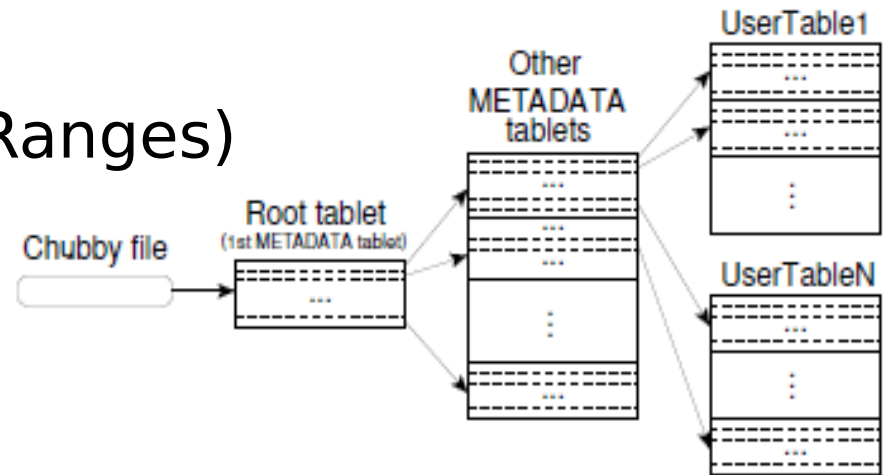 Ranges)
Chubby file
Root tablet
(1st METADATA tablet)
...
Other
METADATA
tablets
...
...
...
⋮
...
UserTable1
...
...
⋮
UserTableN
...
⋮
...